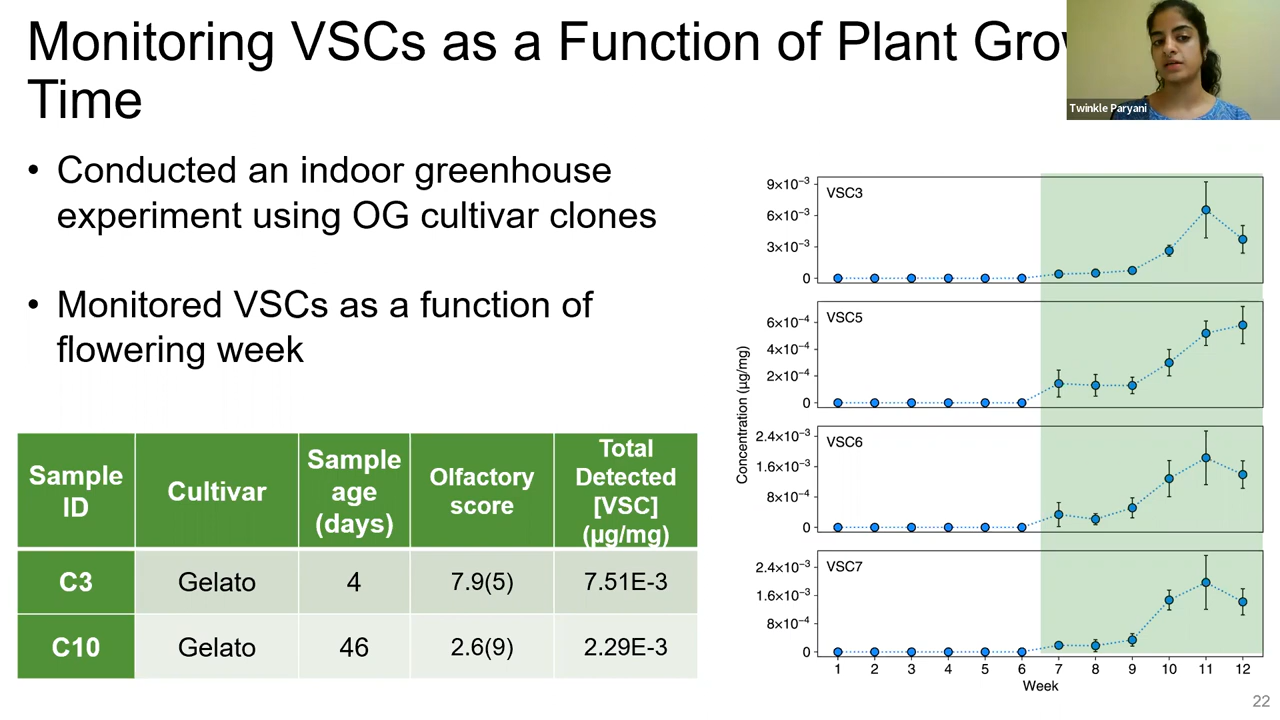 Monitoring VSCs as a Function of Plant
Time
Twinkle Paryani
• Conducted an indoor greenhouse
experiment using OG cultivar clones
• Monitored VSCs as a function of
flowering week
Sample ID Cultivar Sample age (days) Olfactory score Total Detected [VSC] (µg/mg)
C3 Gelato 4 7.9(5) 7.51E-3
C10 Gelato 46 2.6(9) 2.29E-3
Concentration (µg/mg)
VSC3
9×10⁻³
6×10⁻³
3×10⁻³
0
VSC5
6×10⁻⁴
4×10⁻⁴
2×10⁻⁴
0
VSC6
2.4×10⁻³
1.6×10⁻³
8×10⁻⁴
0
VSC7
2.4×10⁻³
1.6×10⁻³
8×10⁻⁴
0
1 2 3 4 5 6 7 8 9 10 11 12
Week
22